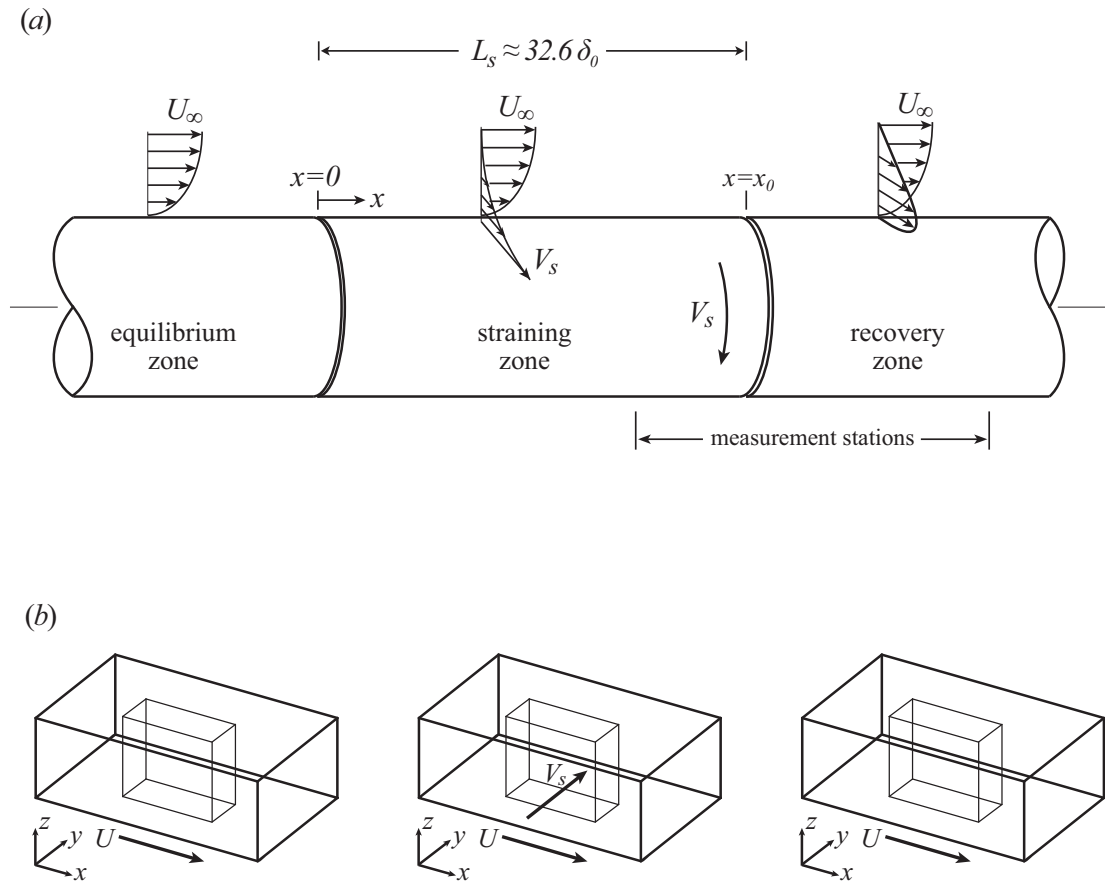 (a)
L_s ≈ 32.6 δ_0
U_∞
U_∞
U_∞
x=0
x
x=x_0
V_s
V_s
equilibrium
zone
straining
zone
recovery
zone
measurement stations
(b)
V_s
z
y
x
U
z
y
x
U
z
y
x
U